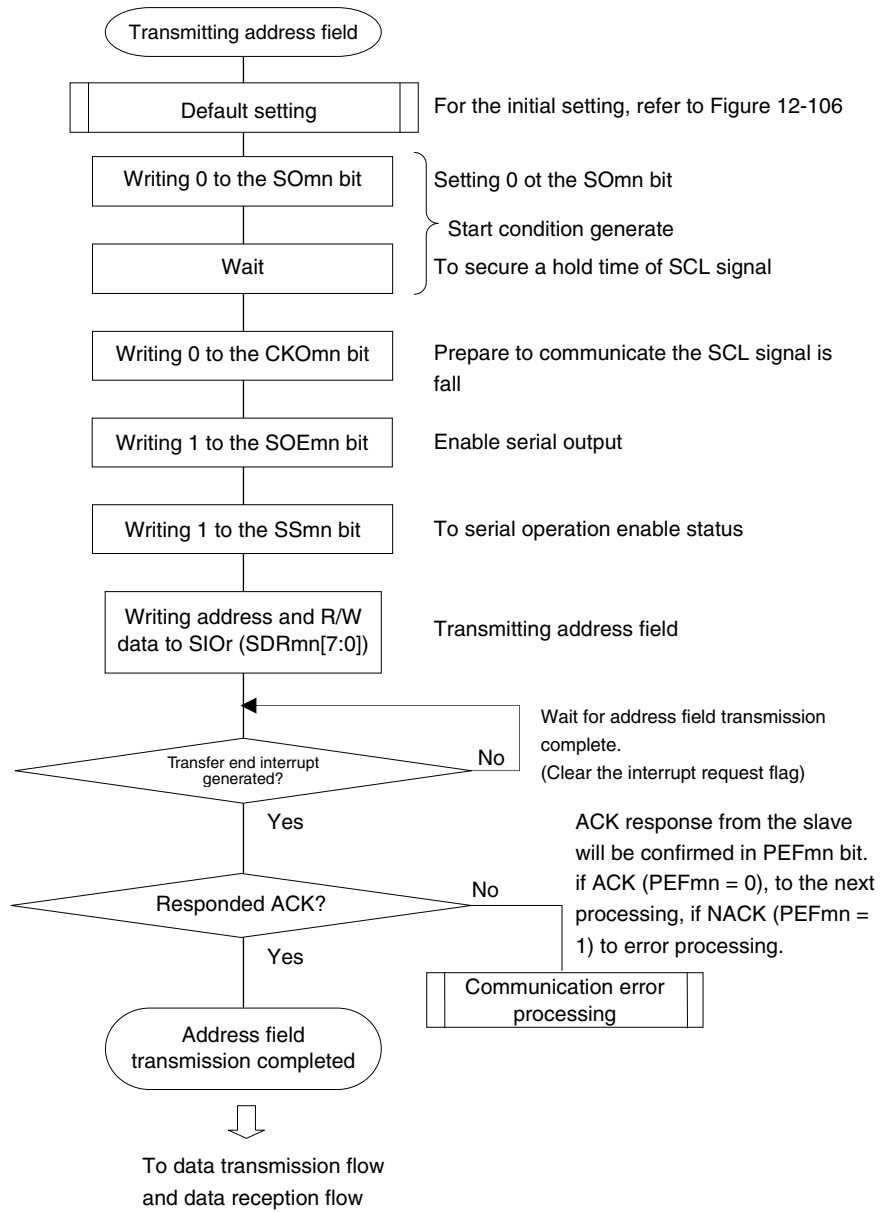 Transmitting address field
Default setting
For the initial setting, refer to Figure 12-106
Writing 0 to the SOmn bit
Setting 0 ot the SOmn bit
Start condition generate
Wait
To secure a hold time of SCL signal
Writing 0 to the CKOmn bit
Prepare to communicate the SCL signal is
fall
Writing 1 to the SOEmn bit
Enable serial output
Writing 1 to the SSmn bit
To serial operation enable status
Writing address and R/W
data to SIOr (SDRmn[7:0])
Transmitting address field
Wait for address field transmission
complete.
(Clear the interrupt request flag)
Transfer end interrupt
generated?
No
Yes
ACK response from the slave
will be confirmed in PEFmn bit.
if ACK (PEFmn = 0), to the next
processing, if NACK (PEFmn =
1) to error processing.
Responded ACK?
No
Yes
Communication error
processing
Address field
transmission completed
To data transmission flow
and data reception flow